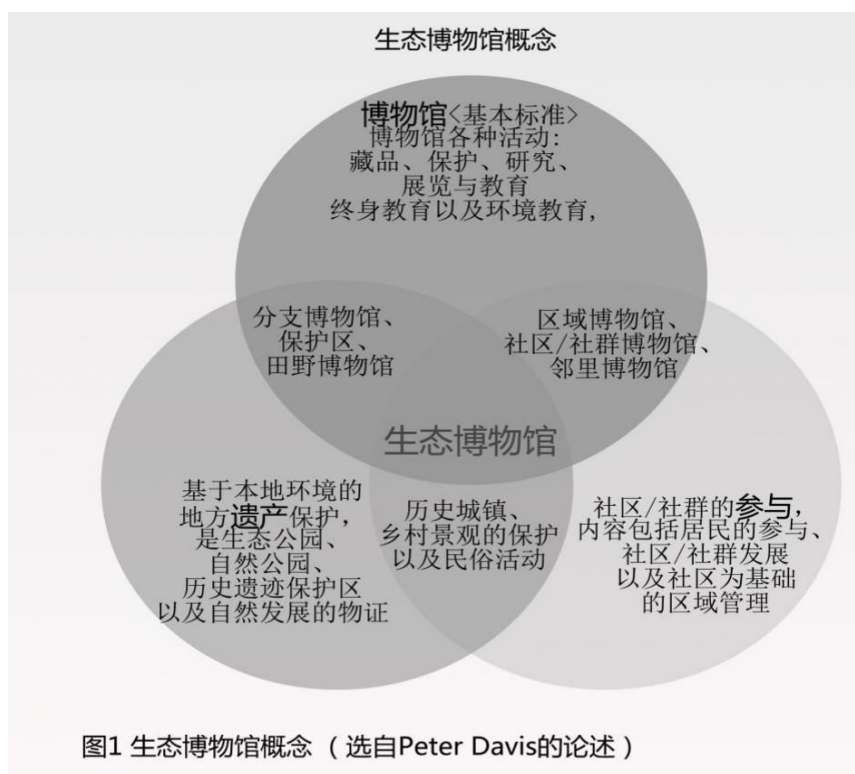 生态博物馆概念
博物馆<基本标准>
博物馆各种活动:
藏品、保护、研究、
展览与教育
终身教育以及环境教育,
分支博物馆、
保护区、
田野博物馆
区域博物馆、
社区/社群博物馆、
邻里博物馆
生态博物馆
基于本地环境的
地方遗产保护,
是生态公园、
自然公园、
历史遗迹保护区
以及自然发展的物证
历史城镇、
乡村景观的保护
以及民俗活动
社区/社群的参与,
内容包括居民的参与、
社区/社群发展
以及社区为基础
的区域管理
图1 生态博物馆概念 （选自Peter Davis的论述）